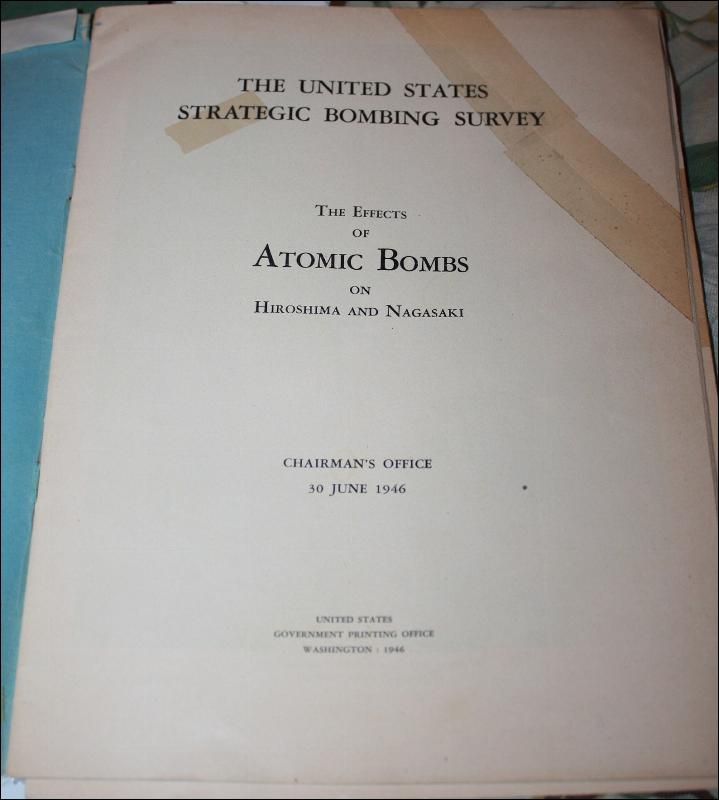 THE UNITED STATES
STRATEGIC BOMBING SURVEY
THE EFFECTS
OF
ATOMIC BOMBS
ON
HIROSHIMA AND NAGASAKI
CHAIRMAN'S OFFICE
30 JUNE 1946
UNITED STATES
GOVERNMENT PRINTING OFFICE
WASHINGTON : 1946